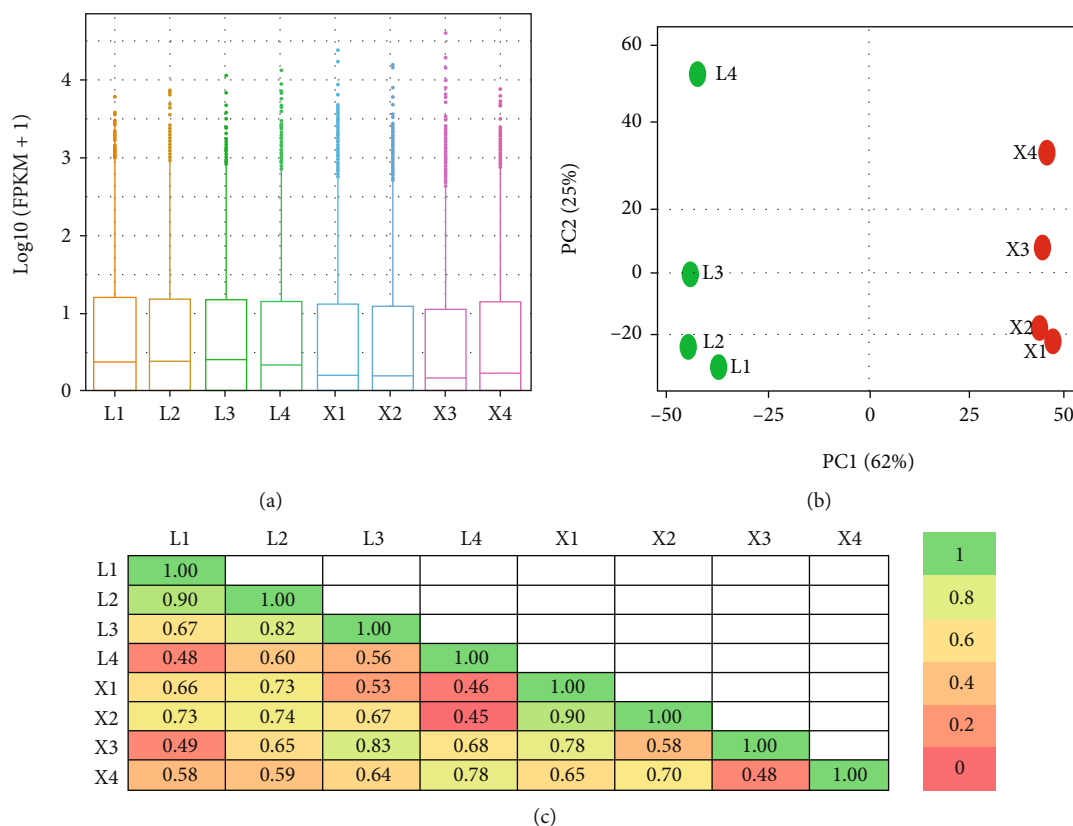 Log10 (FPKM + 1)
4
3
2
1
0
L1 L2 L3 L4 X1 X2 X3 X4
(a)
PC2 (25%)
60
40
20
0
−20
L4
X4
X3
L3
X2
L2
X1
L1
−50 −25 0 25 50
PC1 (62%)
(b)
L1 L2 L3 L4 X1 X2 X3 X4
L1 1.00
L2 0.90 1.00
L3 0.67 0.82 1.00
L4 0.48 0.60 0.56 1.00
X1 0.66 0.73 0.53 0.46 1.00
X2 0.73 0.74 0.67 0.45 0.90 1.00
X3 0.49 0.65 0.83 0.68 0.78 0.58 1.00
X4 0.58 0.59 0.64 0.78 0.65 0.70 0.48 1.00
1
0.8
0.6
0.4
0.2
0
(c)